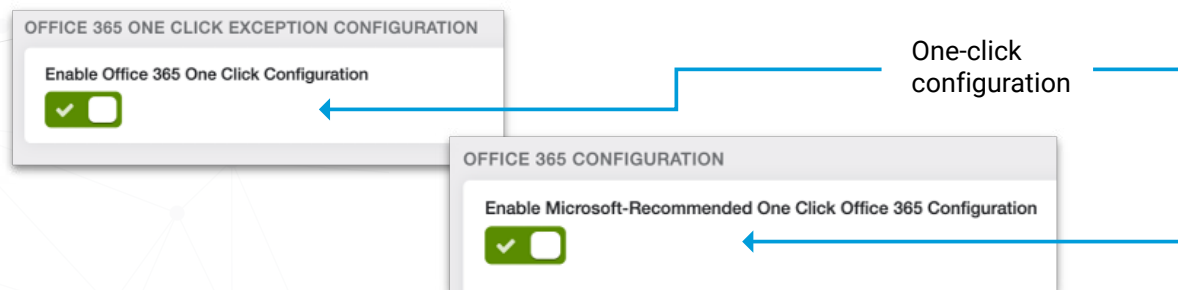 OFFICE 365 ONE CLICK EXCEPTION CONFIGURATION
Enable Office 365 One Click Configuration
One-click
configuration
OFFICE 365 CONFIGURATION
Enable Microsoft-Recommended One Click Office 365 Configuration